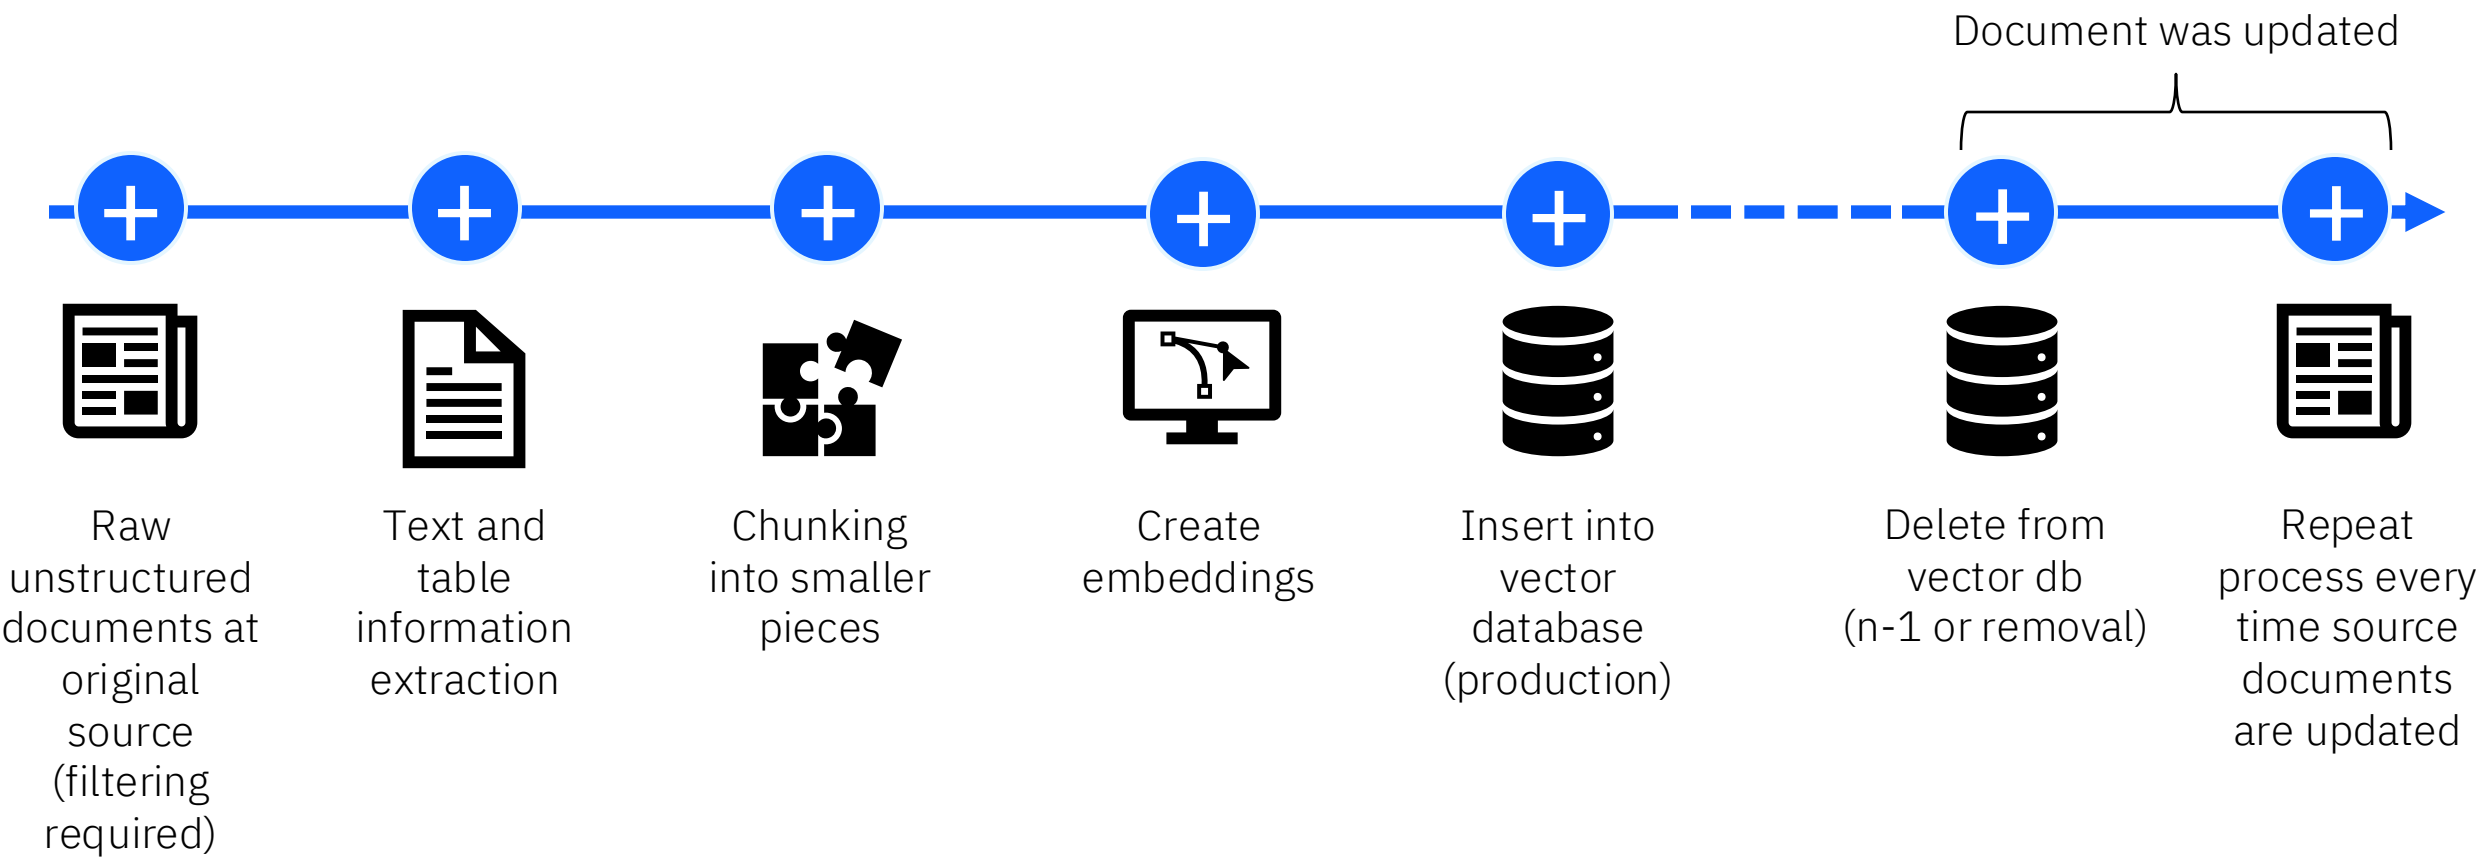 Document was updated
Raw
unstructured
documents at
original
source
(filtering
required)
Text and
table
information
extraction
Chunking
into smaller
pieces
Create
embeddings
Insert into
vector
database
(production)
Delete from
vector db
(n-1 or removal)
Repeat
process every
time source
documents
are updated